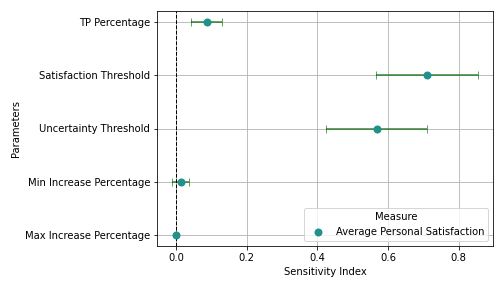 TP Percentage
Satisfaction Threshold
Uncertainty Threshold
Min Increase Percentage
Max Increase Percentage
Parameters
Measure
Average Personal Satisfaction
0.0 0.2 0.4 0.6 0.8
Sensitivity Index